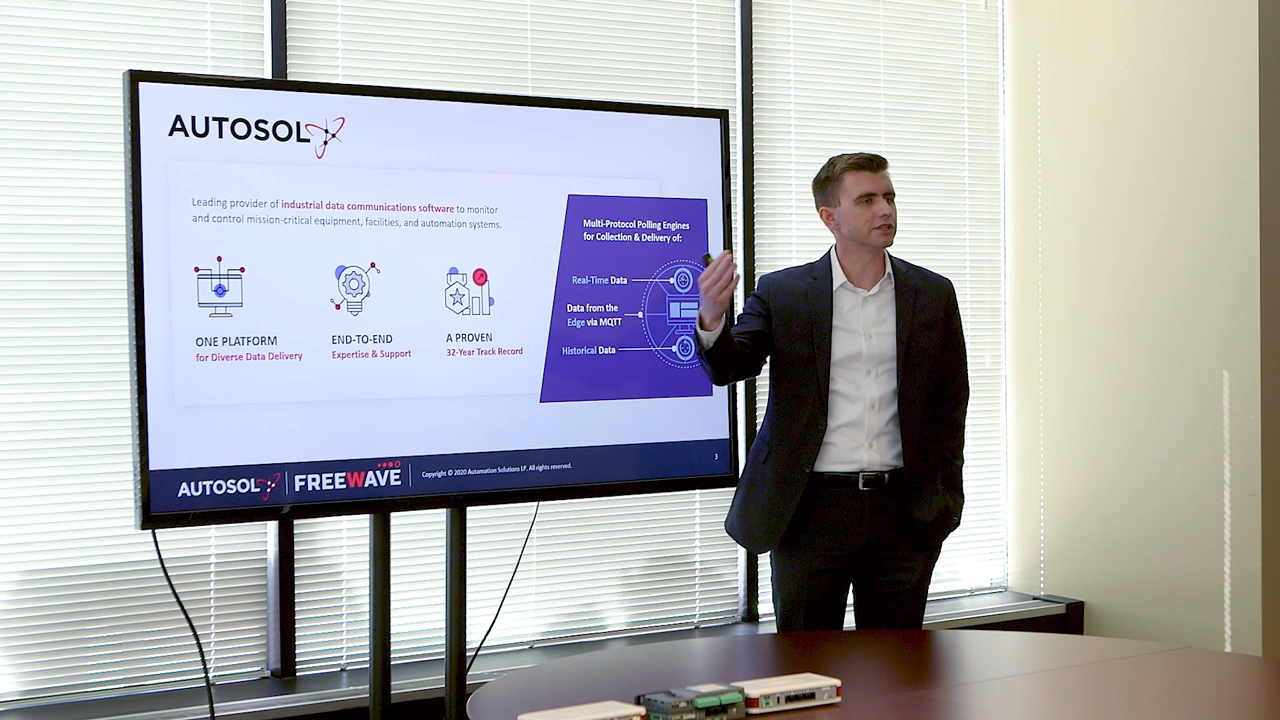 AUTOSOL
Leading provider of industrial data communications software to monitor
and control mission-critical equipment, facilities, and automation systems.
ONE PLATFORM
for Diverse Data Delivery
END-TO-END
Expertise & Support
A PROVEN
32-Year Track Record
Multi-Protocol Polling Engines
for Collection & Delivery of:
Real-Time Data
Data from the
Edge via MQTT
Historical Data
AUTOSOL
FREEWAVE
Copyright © 2020 Automation Solutions LP. All rights reserved.
3